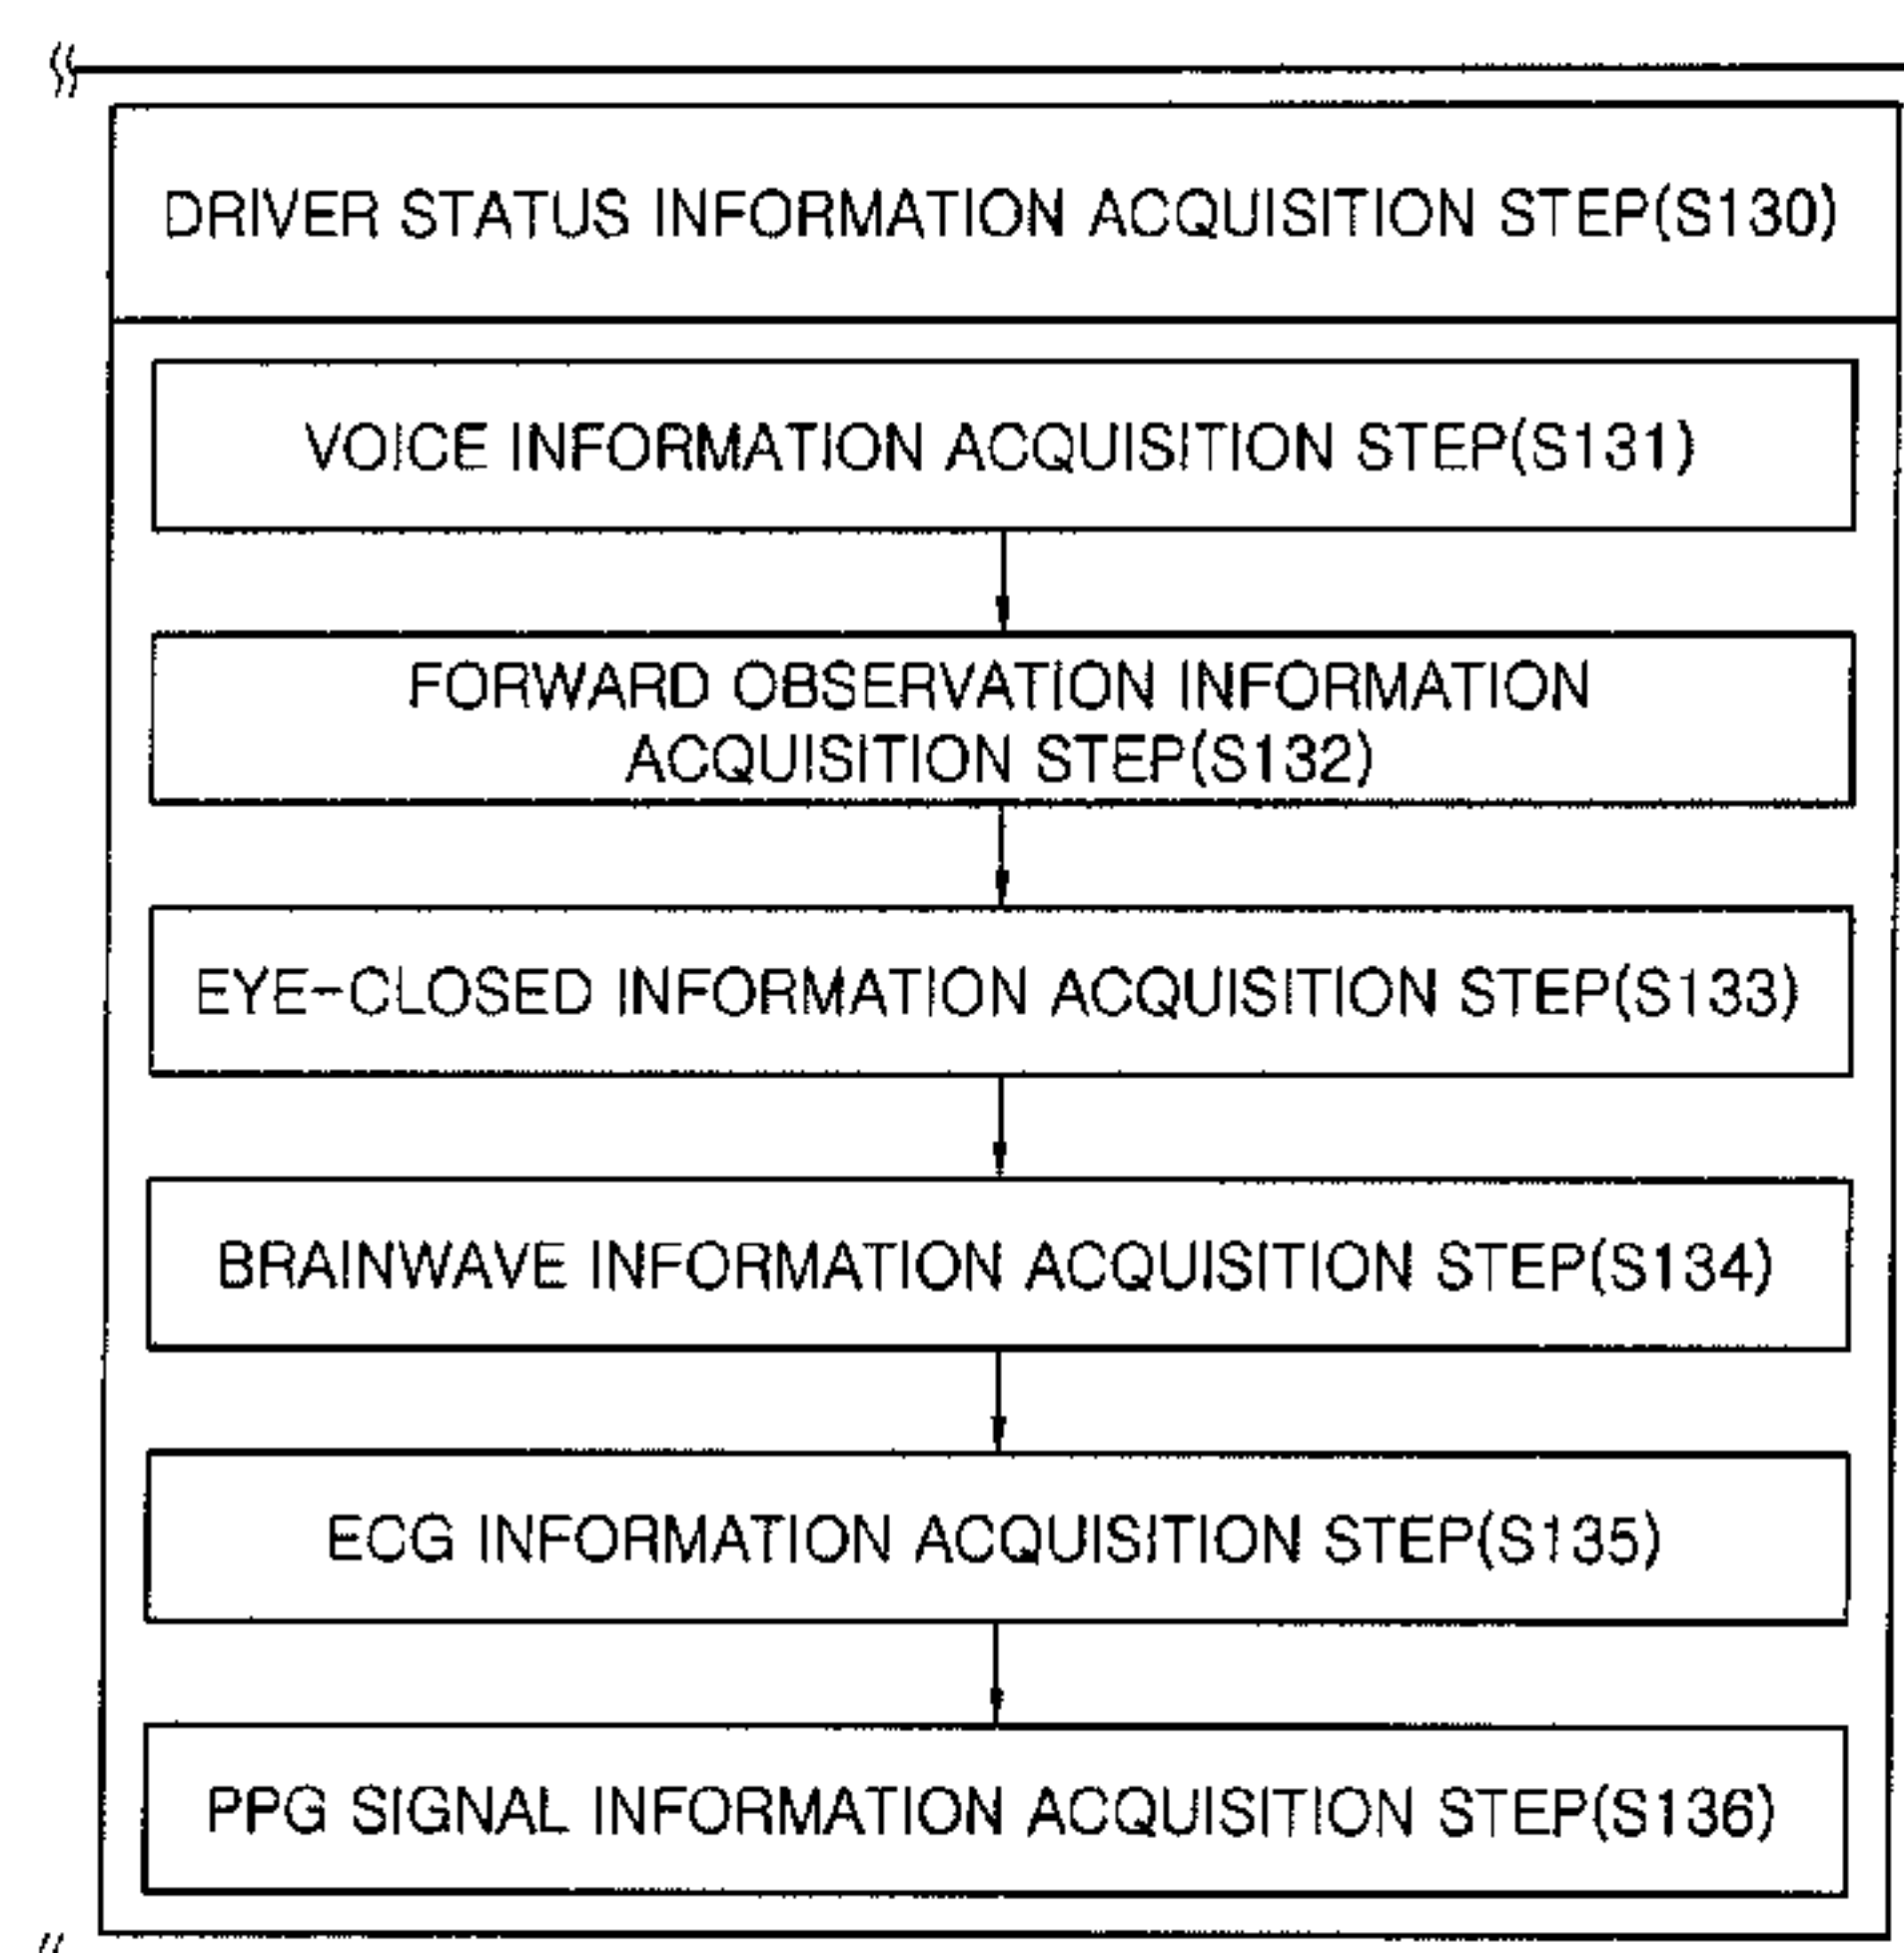 DRIVER STATUS INFORMATION ACQUISITION STEP(S130)
VOICE INFORMATION ACQUISITION STEP(S131)
FORWARD OBSERVATION INFORMATION
ACQUISITION STEP(S132)
EYE-CLOSED INFORMATION ACQUISITION STEP(S133)
BRAINWAVE INFORMATION ACQUISITION STEP(S134)
ECG INFORMATION ACQUISITION STEP(S135)
PPG SIGNAL INFORMATION ACQUISITION STEP(S136)